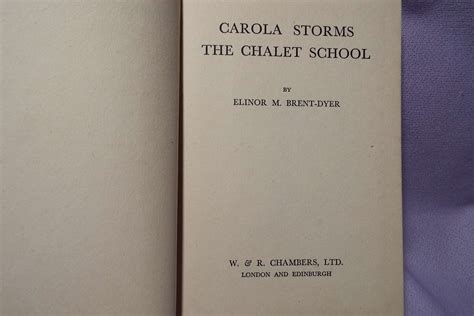 CAROLA STORMS
THE CHALET SCHOOL
BY
ELINOR M. BRENT-DYER
W. & R. CHAMBERS, LTD.
LONDON AND EDINBURGH